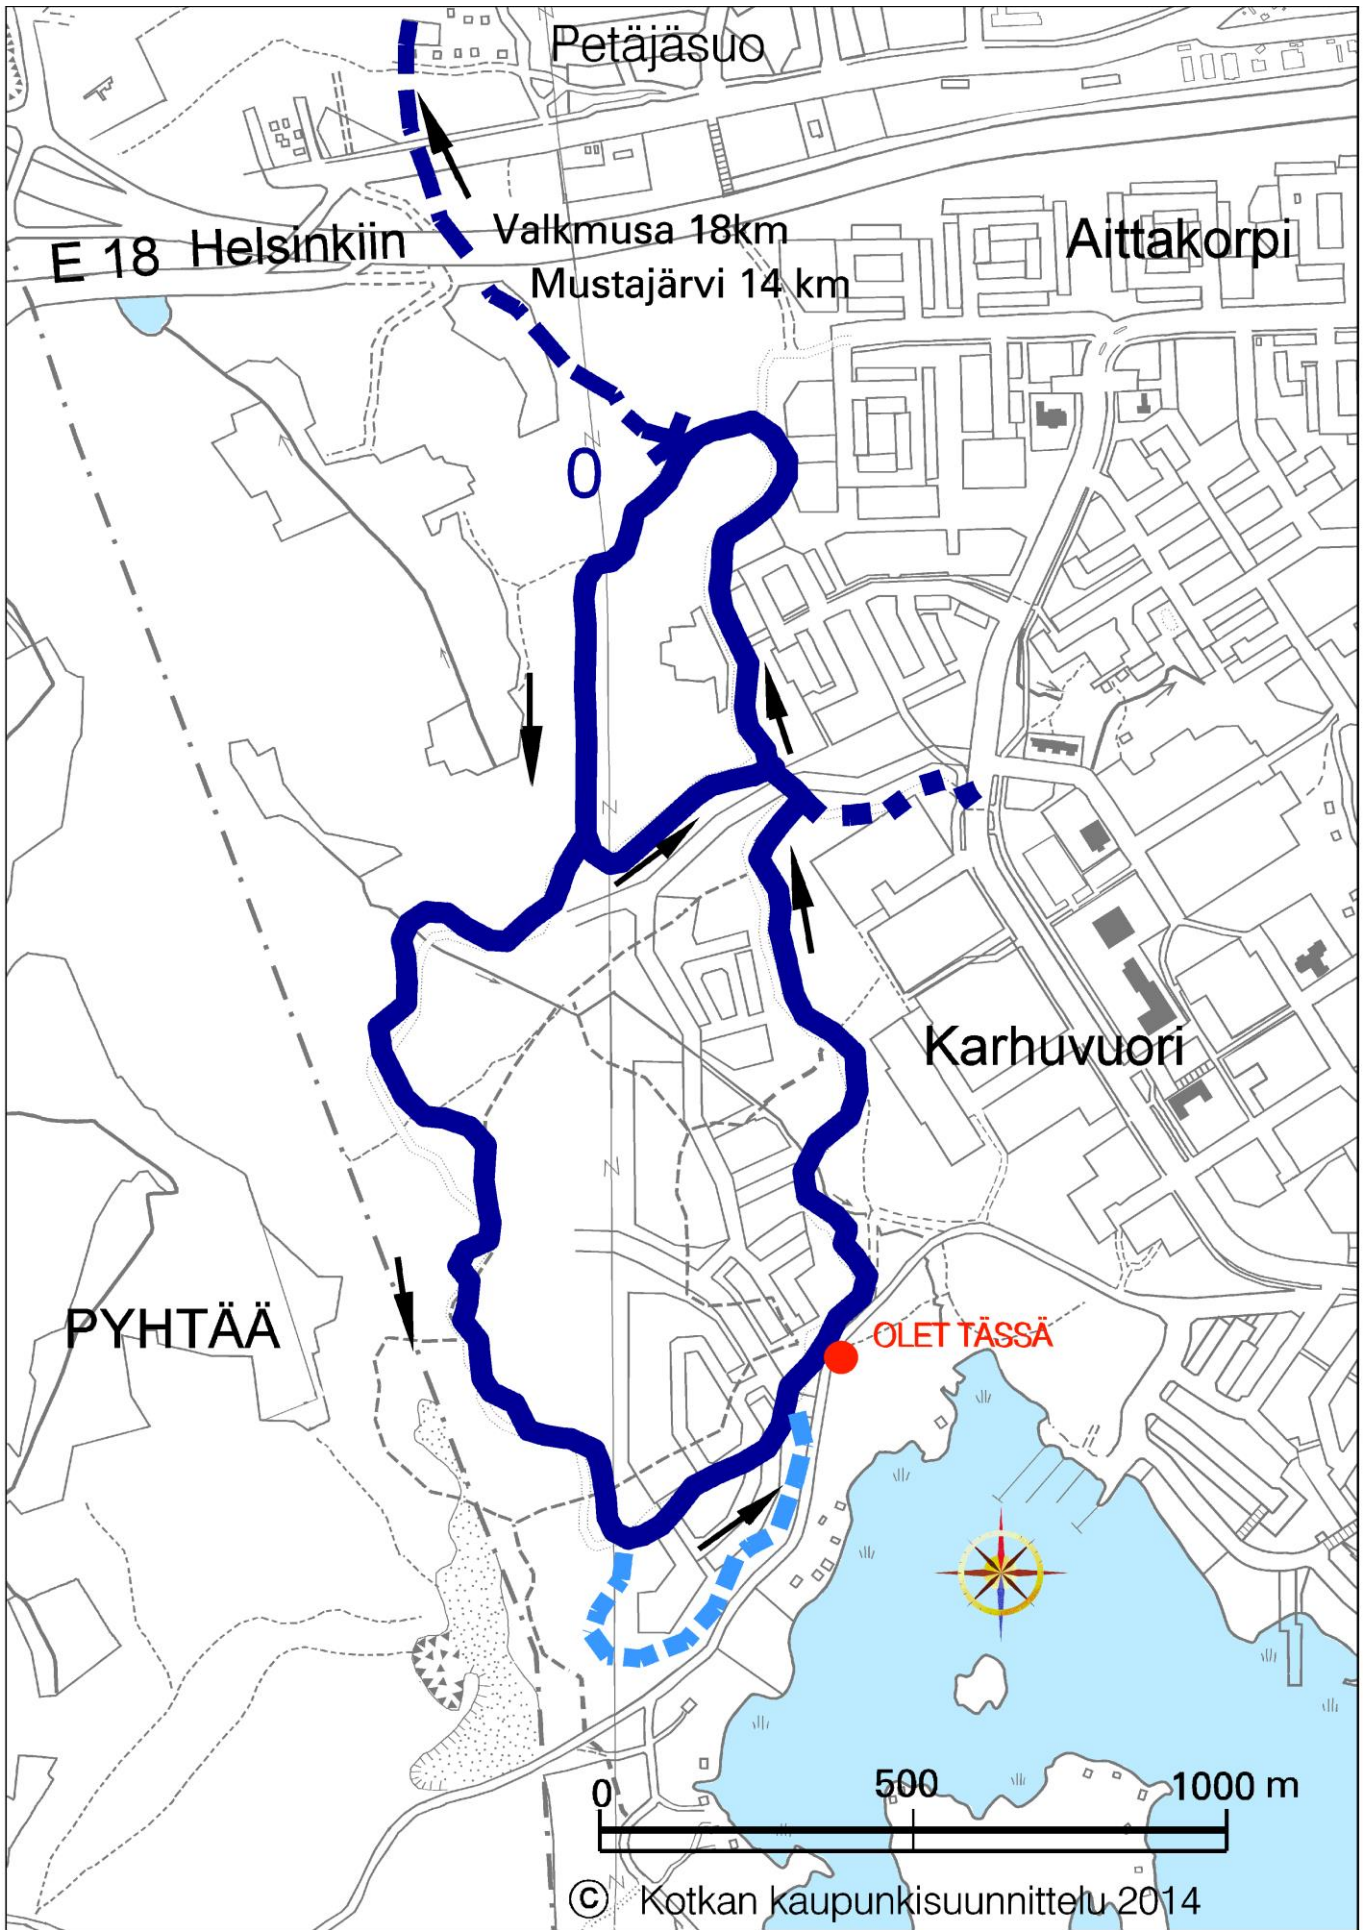 Petäjäsuo
Valkmusa 18km
E 18 Helsinkiin
Aittakorpi
Mustajärvi 14 km
0
Karhuvuori
PYHTÄÄ
OLET TÄSSÄ
0 500 1000 m
© Kotkan kaupunkisuunnittelu 2014